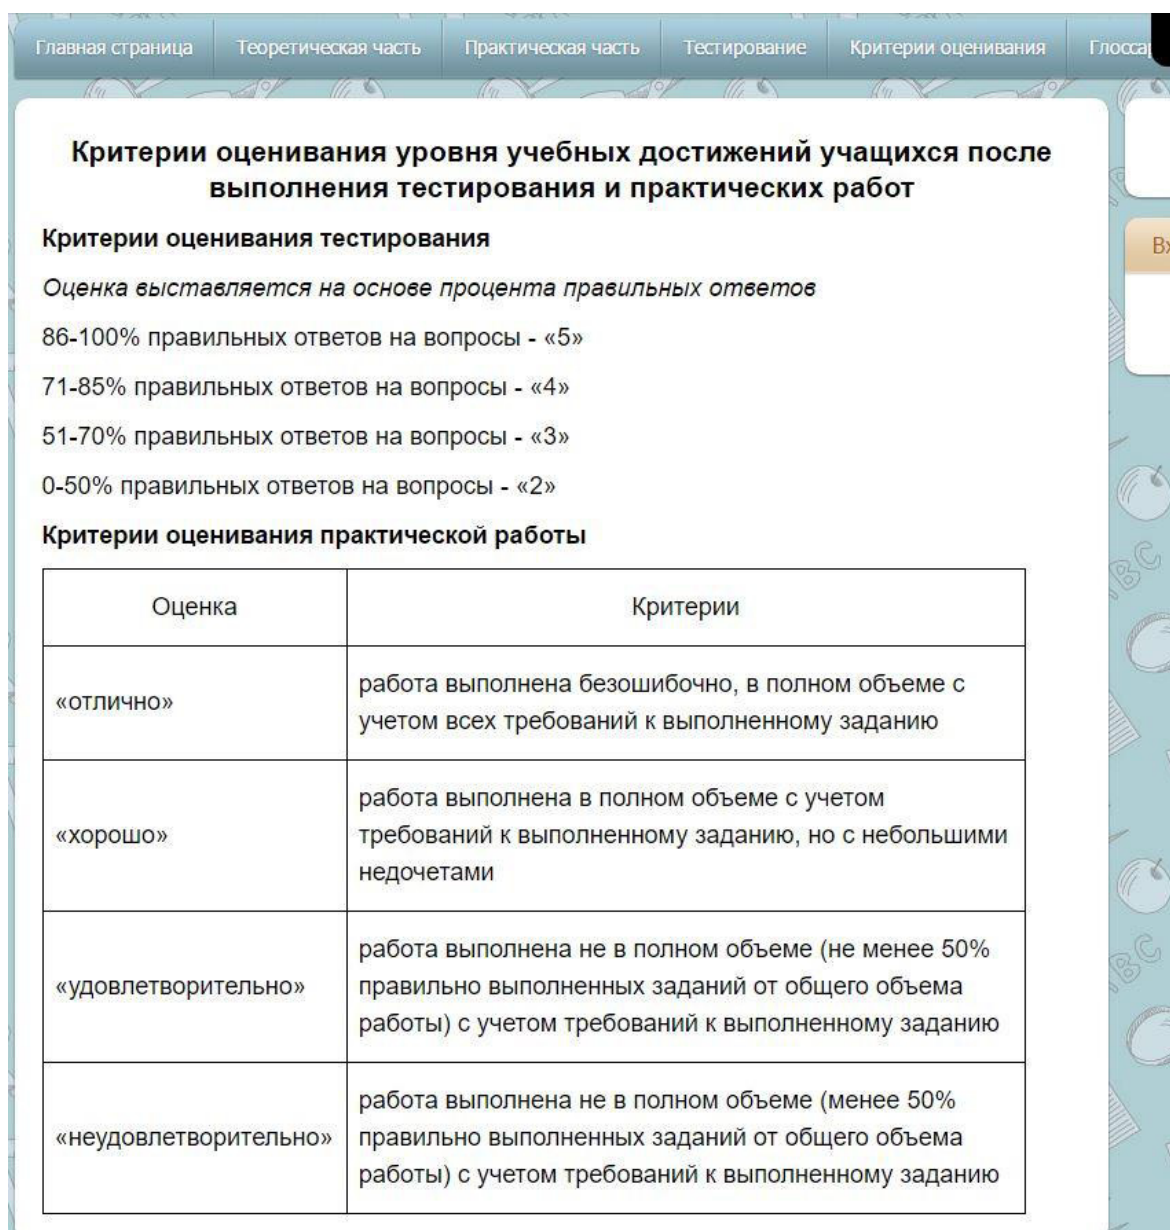 Главная страница Теоретическая часть Практическая часть Тестирование Критерии оценивания
Критерии оценивания уровня учебных достижений учащихся после
выполнения тестирования и практических работ
Критерии оценивания тестирования
Оценка выставляется на основе процента правильных ответов
86-100% правильных ответов на вопросы - «5»
71-85% правильных ответов на вопросы - «4»
51-70% правильных ответов на вопросы - «3»
0-50% правильных ответов на вопросы - «2»
Критерии оценивания практической работы
Оценка Критерии
«отлично»
работа выполнена безошибочно, в полном объеме с
учетом всех требований к выполненному заданию
«хорошо»
работа выполнена в полном объеме с учетом
требований к выполненному заданию, но с небольшими
недочетами
«удовлетворительно»
работа выполнена не в полном объеме (не менее 50%
правильно выполненных заданий от общего объема
работы) с учетом требований к выполненному заданию
«неудовлетворительно»
работа выполнена не в полном объеме (менее 50%
правильно выполненных заданий от общего объема
работы) с учетом требований к выполненному заданию